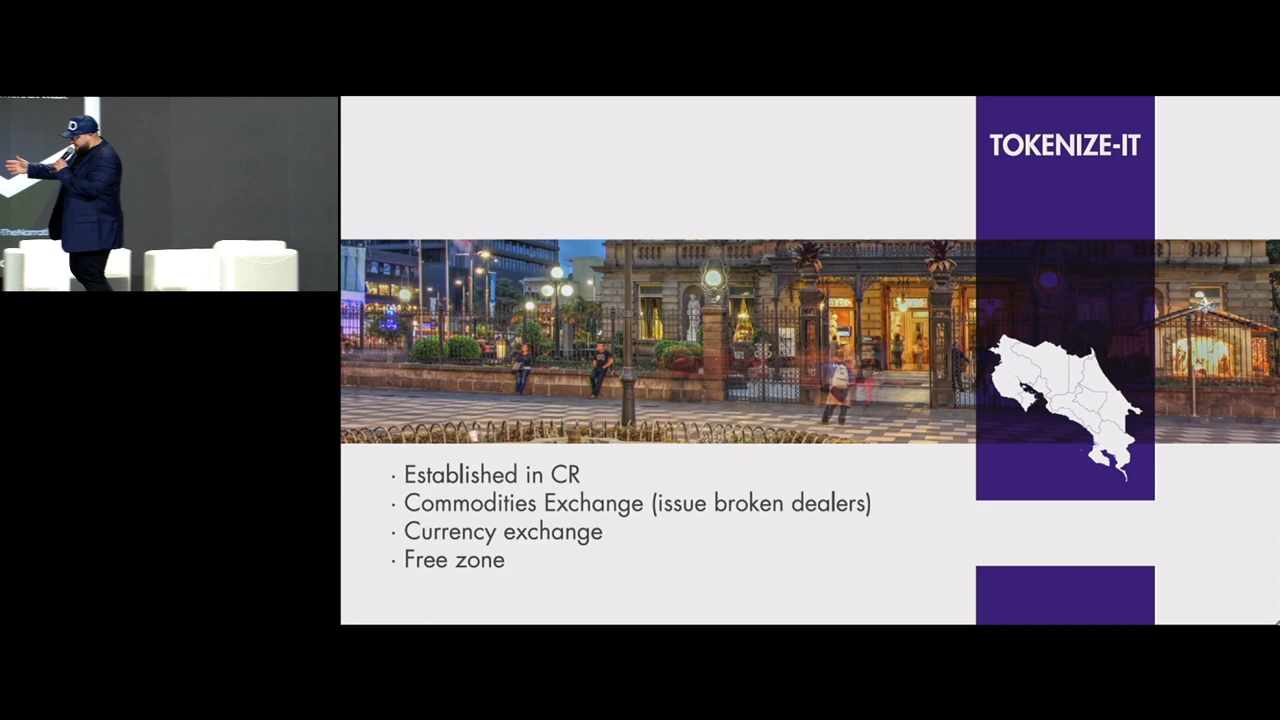 TOKENIZE-IT
· Established in CR
· Commodities Exchange (issue broken dealers)
· Currency exchange
· Free zone